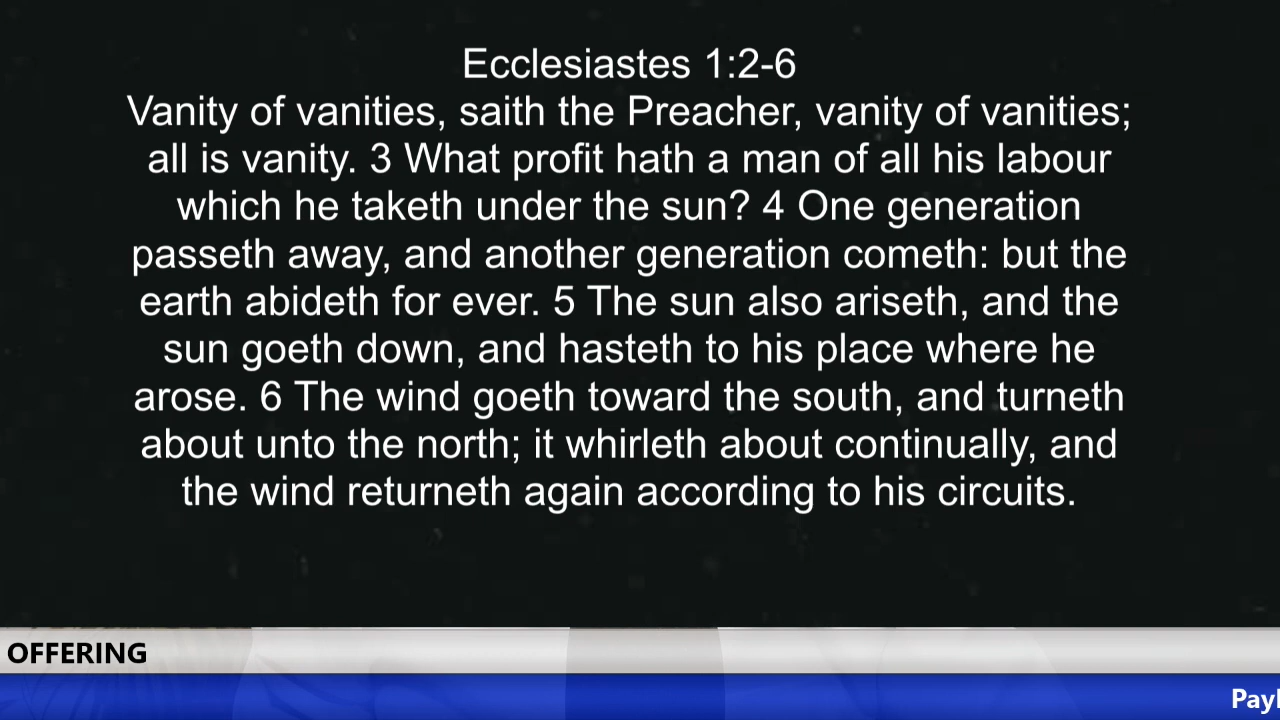 Ecclesiastes 1:2-6
Vanity of vanities, saith the Preacher, vanity of vanities;
all is vanity. 3 What profit hath a man of all his labour
which he taketh under the sun? 4 One generation
passeth away, and another generation cometh: but the
earth abideth for ever. 5 The sun also ariseth, and the
sun goeth down, and hasteth to his place where he
arose. 6 The wind goeth toward the south, and turneth
about unto the north; it whirleth about continually, and
the wind returneth again according to his circuits.
OFFERING